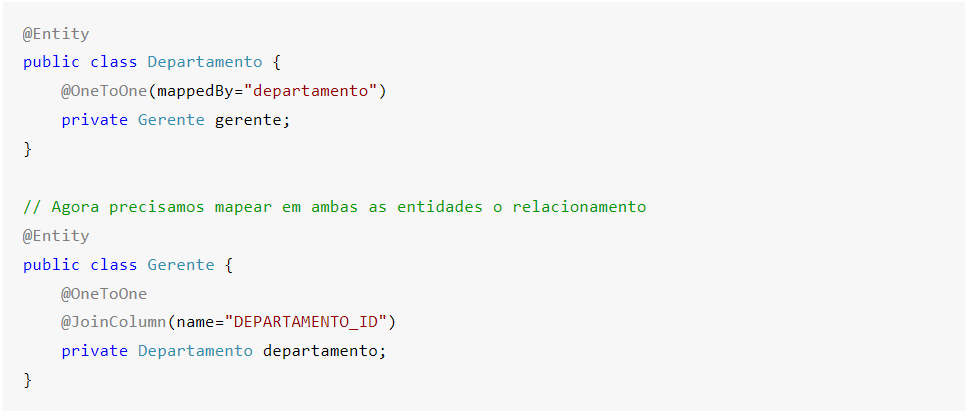 @Entity
public class Departamento {
    @OneToOne(mappedBy="departamento")
    private Gerente gerente;
}

// Agora precisamos mapear em ambas as entidades o relacionamento
@Entity
public class Gerente {
    @OneToOne
    @JoinColumn(name="DEPARTAMENTO_ID")
    private Departamento departamento;
}